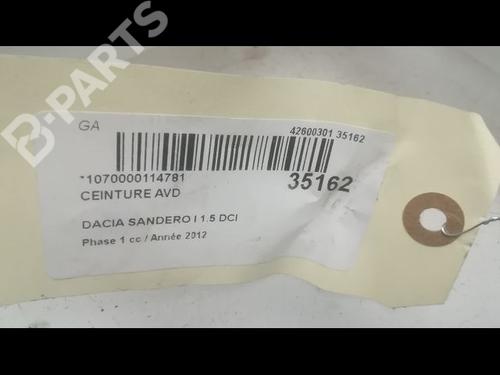 B-PARTS
GA
42600301 35162
*1070000114781
35162
CEINTURE AVD
DACIA SANDERO I 1.5 DCI
Phase 1 cc / Année 2012